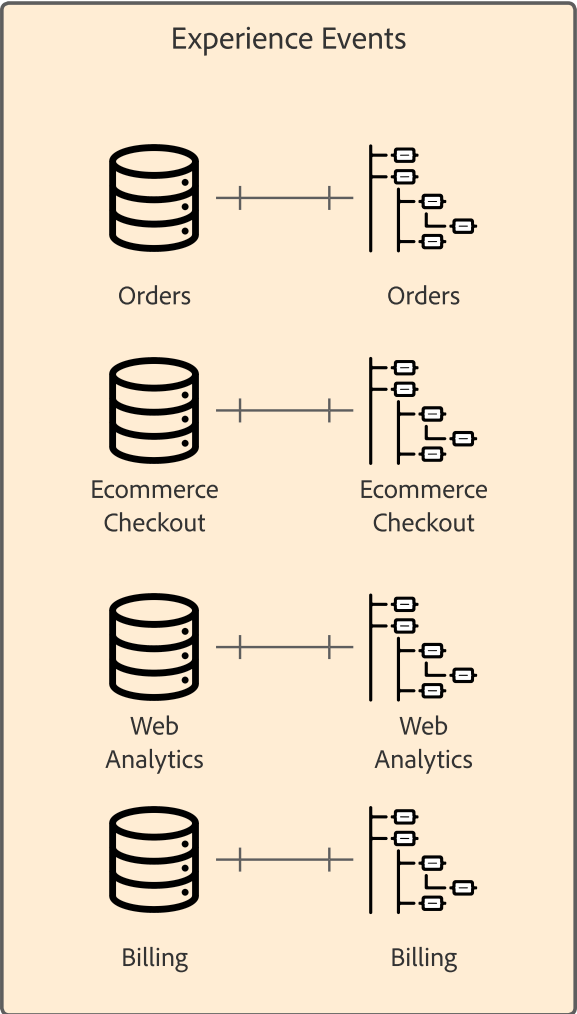 Experience Events
Orders
Orders
Ecommerce
Checkout
Ecommerce
Checkout
Web
Analytics
Web
Analytics
Billing
Billing